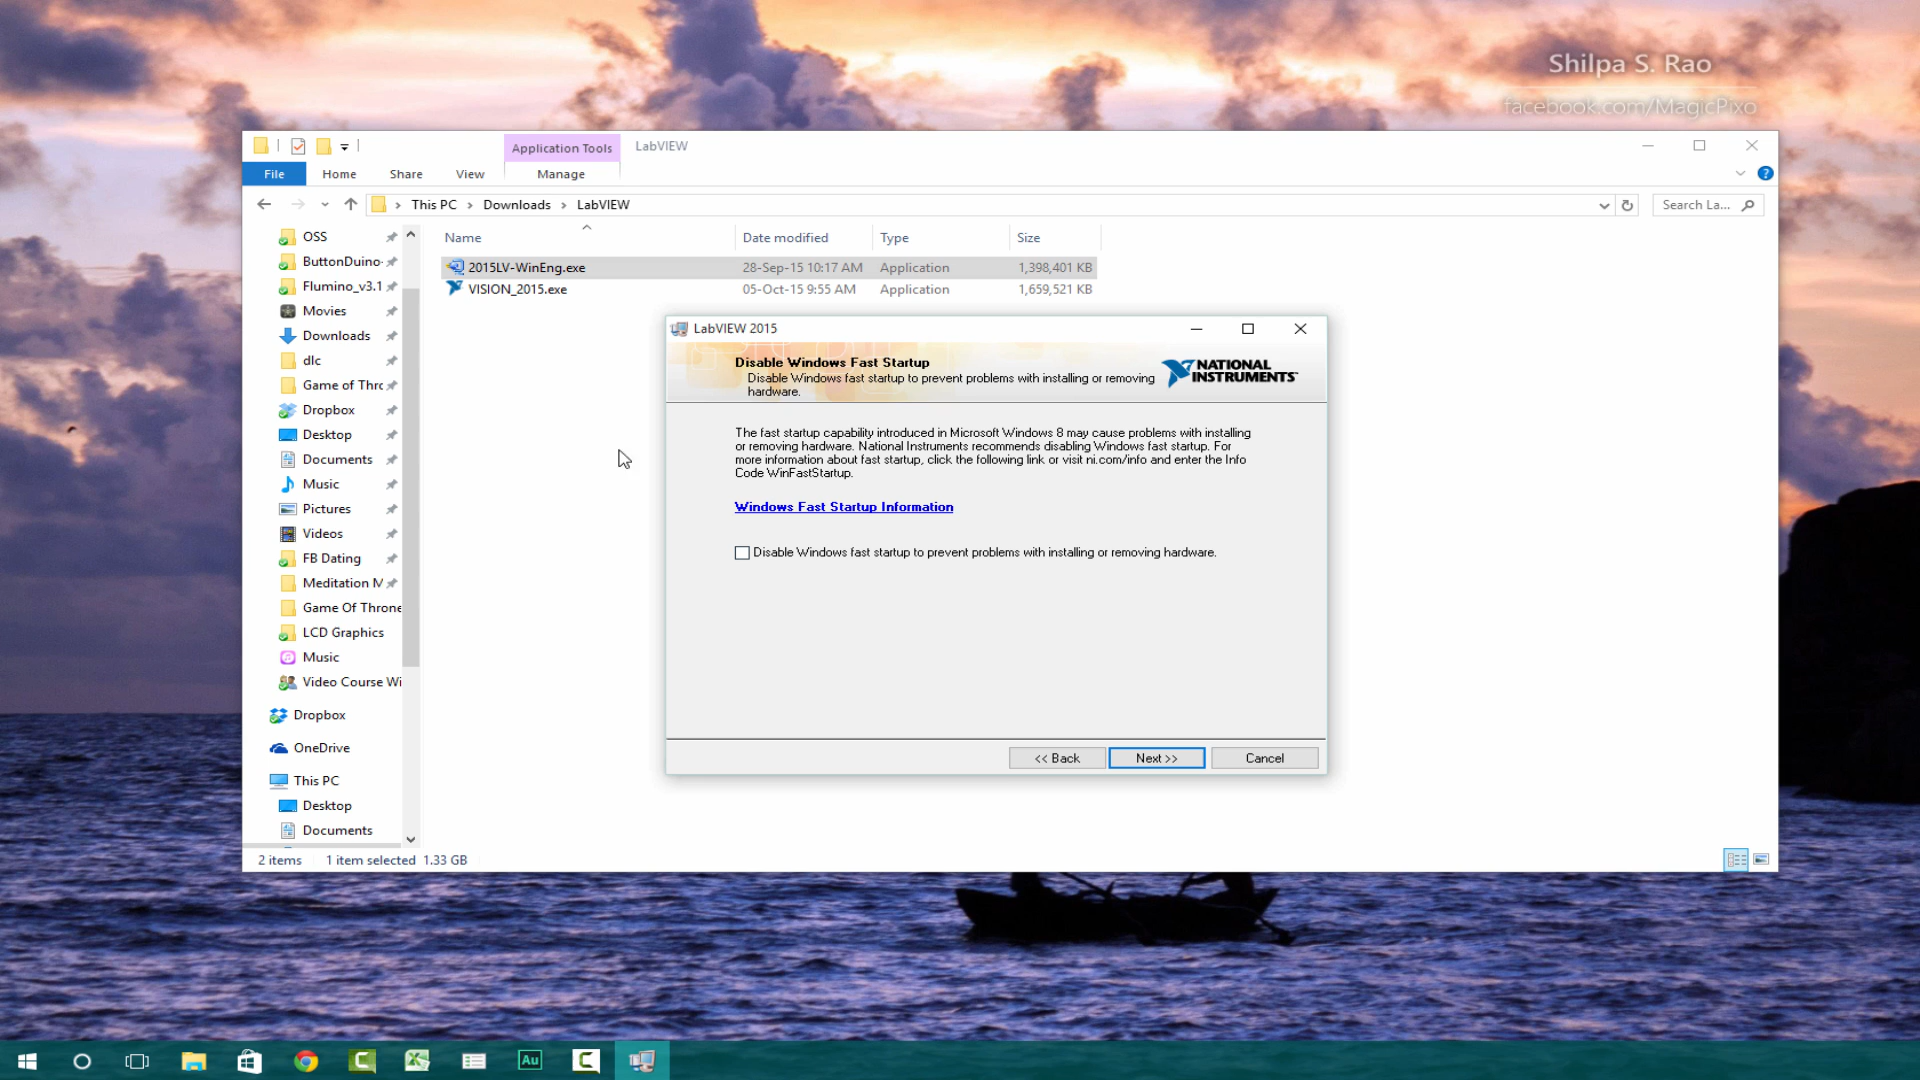 Shilpa S. Rao
facebook.com/MagicPixo
Application Tools
LabVIEW
File
Home
Share
View
Manage
This PC
Downloads
LabVIEW
Search La...
OSS
ButtonDuino
Flumino_v3.1
Movies
Downloads
dlc
Game of Thrc
Dropbox
Desktop
Documents
Music
Pictures
Videos
FB Dating
Meditation M
Game Of Throne
LCD Graphics
Music
Video Course Wi
Dropbox
OneDrive
This PC
Desktop
Documents
Name
Date modified
Type
Size
2015LV-WinEng.exe
28-Sep-15 10:17 AM
Application
1,398,401 KB
VISION_2015.exe
05-Oct-15 9:55 AM
Application
1,659,521 KB
LabVIEW 2015
Disable Windows Fast Startup
Disable Windows fast startup to prevent problems with installing or removing
hardware.
NATIONAL
INSTRUMENTS
The fast startup capability introduced in Microsoft Windows 8 may cause problems with installing
or removing hardware. National Instruments recommends disabling Windows fast startup. For
more information about fast startup, click the following link or visit ni.com/info and enter the Info
Code WinFastStartup.
Windows Fast Startup Information
Disable Windows fast startup to prevent problems with installing or removing hardware.
<< Back
Next >>
Cancel
2 items
1 item selected 1.33 GB
Au